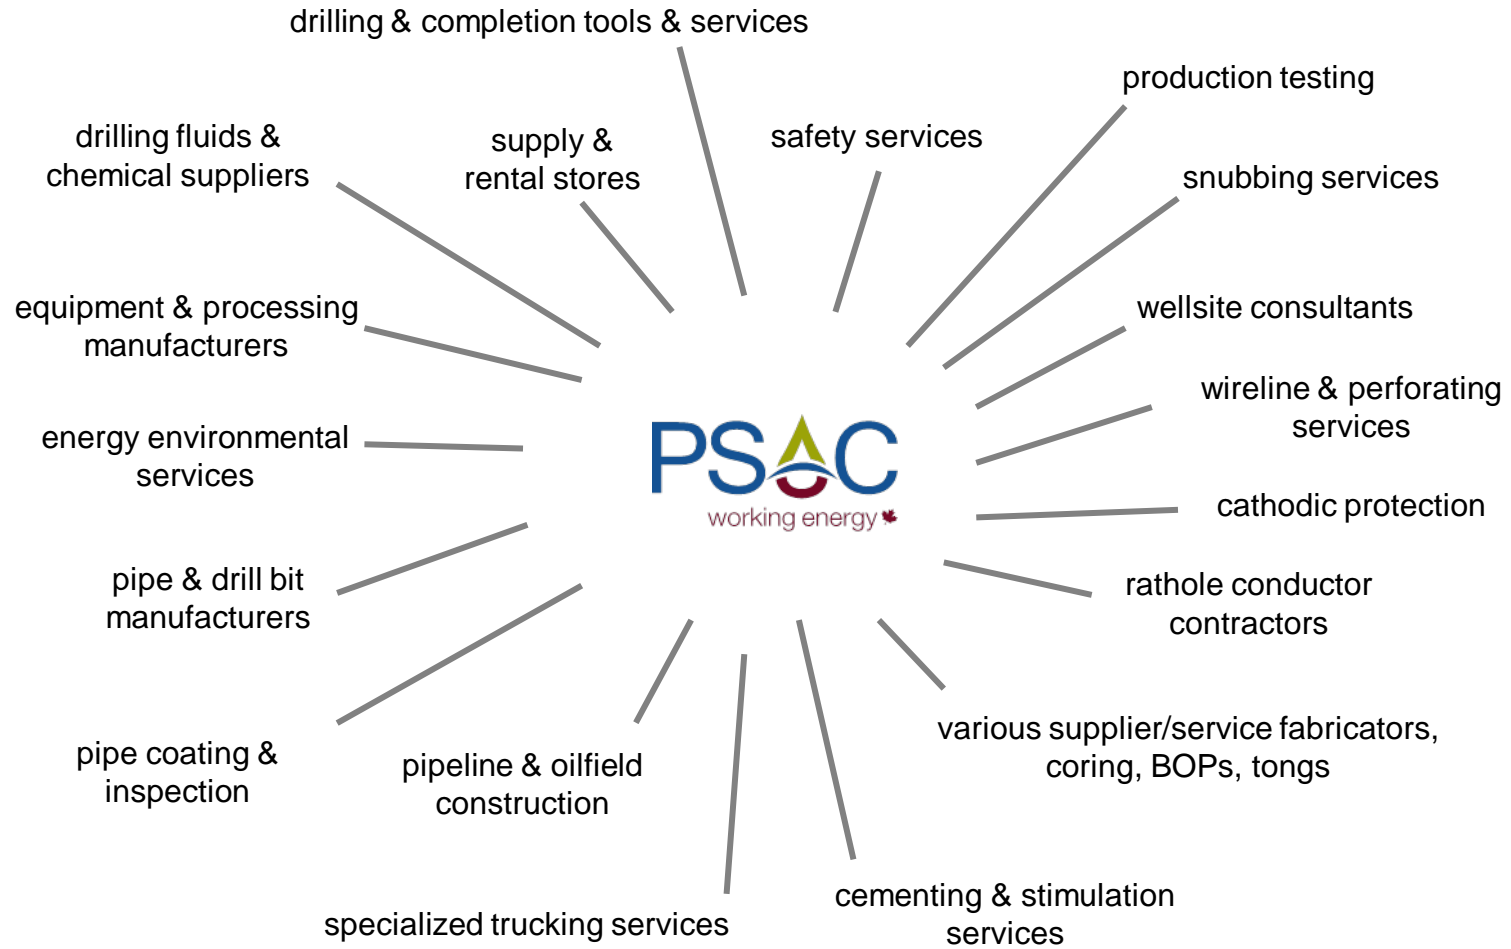 drilling & completion tools & services
production testing
drilling fluids &
chemical suppliers
supply &
rental stores
safety services
snubbing services
equipment & processing
manufacturers
wellsite consultants
wireline & perforating
services
energy environmental
services
PSAC
working energy
cathodic protection
pipe & drill bit
manufacturers
rathole conductor
contractors
various supplier/service fabricators,
coring, BOPs, tongs
pipe coating &
inspection
pipeline & oilfield
construction
specialized trucking services
cementing & stimulation
services